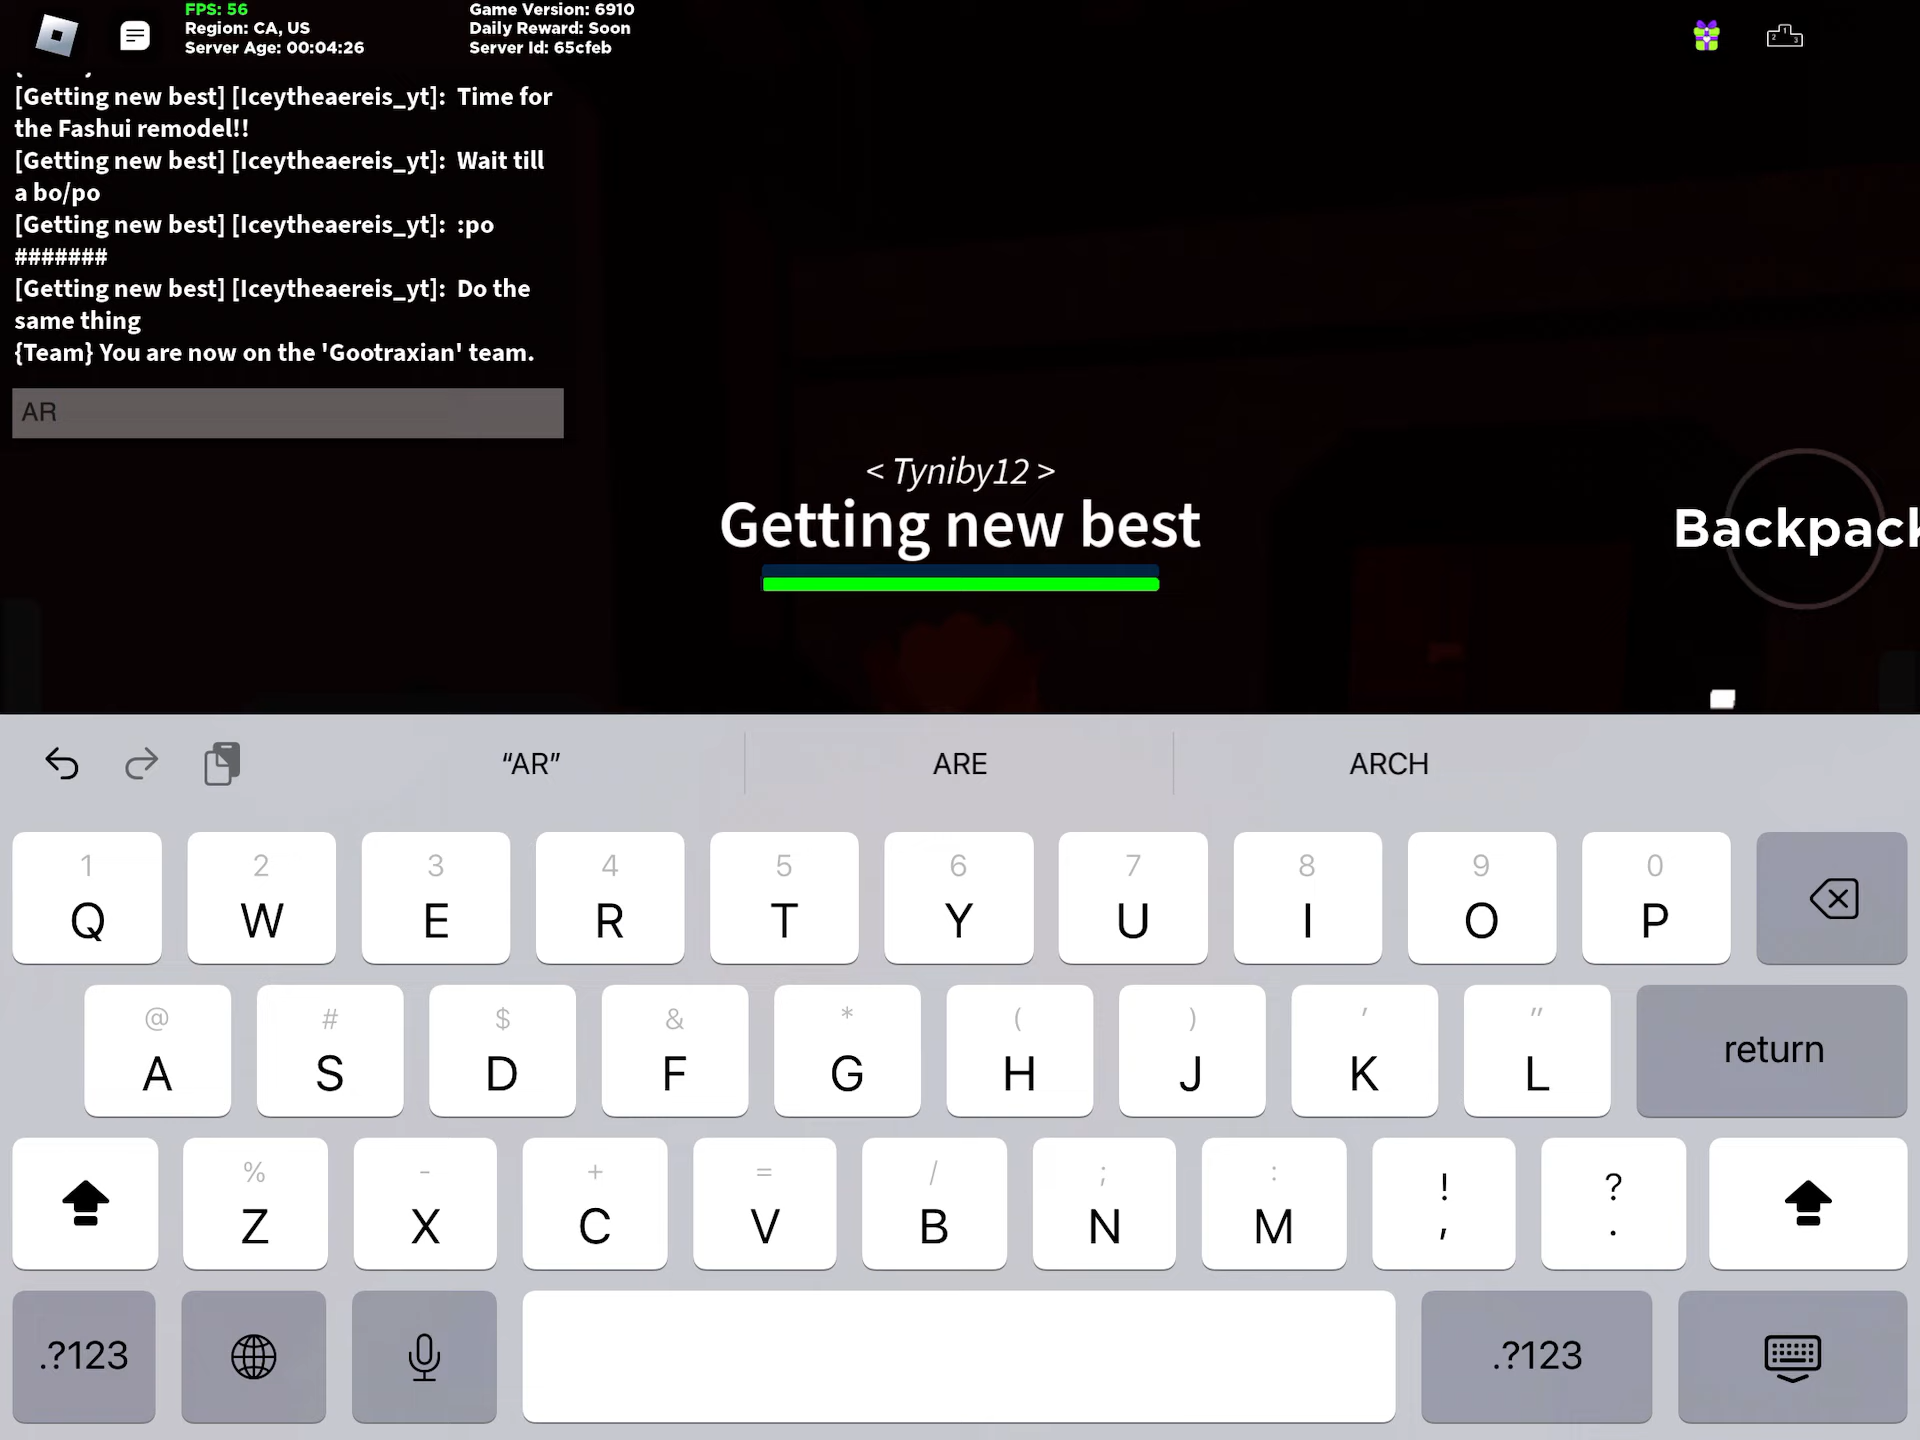 FPS: 56
Region: CA, US
Server Age: 00:04:26
Game Version: 6910
Daily Reward: Soon
Server Id: 65cfeb
[Getting new best] [Iceytheaereis_yt]: Time for
the Fashui remodel!!
[Getting new best] [Iceytheaereis_yt]: Wait till
a bo/po
[Getting new best] [Iceytheaereis_yt]: :po
#######
[Getting new best] [Iceytheaereis_yt]: Do the
same thing
{Team} You are now on the 'Gootraxian' team.
AR
< Tyniby12 >
Getting new best
Backpack
“AR” ARE ARCH
1 2 3 4 5 6 7 8 9 0
Q W E R T Y U I O P
@ # $ & * ( ) ' "
A S D F G H J K L return
% - + = / ; : ! ?
Z X C V B N M , .
.?123 .?123